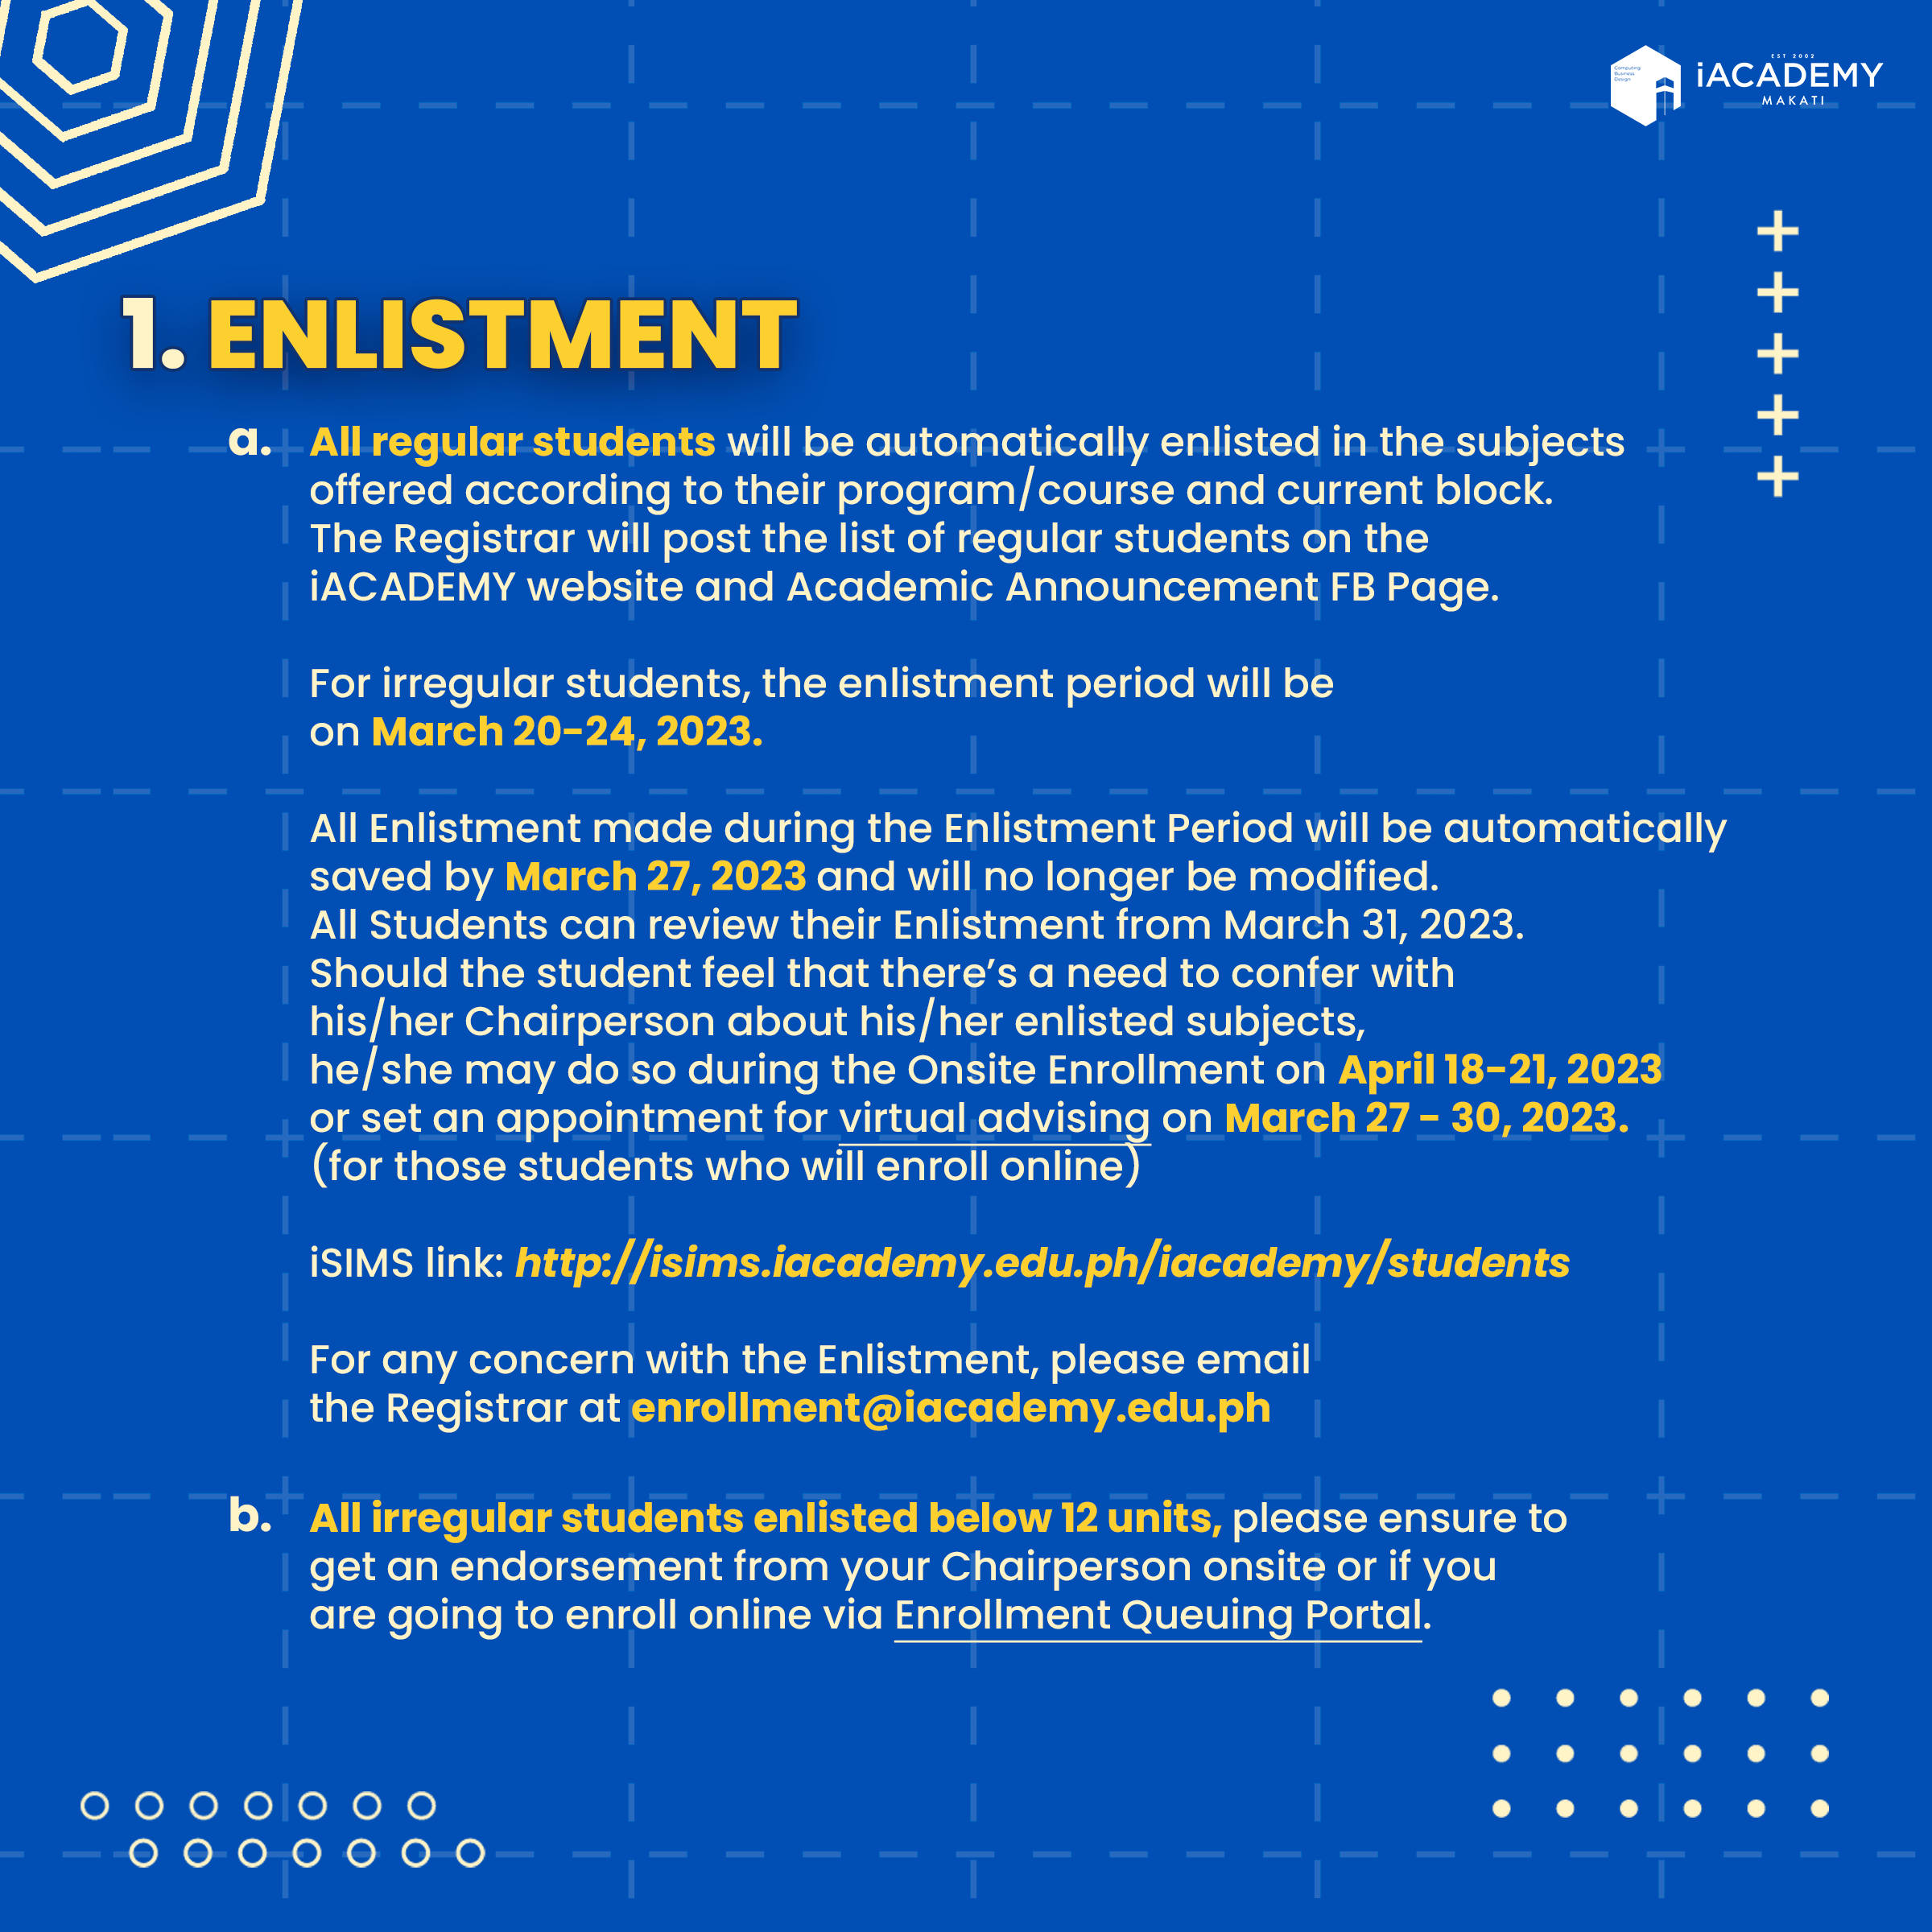 Computing
Business
Design
EST 2002
iACADEMY
MAKATI
1. ENLISTMENT
a. All regular students will be automatically enlisted in the subjects
offered according to their program/course and current block.
The Registrar will post the list of regular students on the
iACADEMY website and Academic Announcement FB Page.
For irregular students, the enlistment period will be
on March 20-24, 2023.
All Enlistment made during the Enlistment Period will be automatically
saved by March 27, 2023 and will no longer be modified.
All Students can review their Enlistment from March 31, 2023.
Should the student feel that there's a need to confer with
his/her Chairperson about his/her enlisted subjects,
he/she may do so during the Onsite Enrollment on April 18-21, 2023
or set an appointment for virtual advising on March 27 - 30, 2023.
(for those students who will enroll online)
iSIMS link: http://isims.iacademy.edu.ph/iacademy/students
For any concern with the Enlistment, please email
the Registrar at enrollment@iacademy.edu.ph
b. All irregular students enlisted below 12 units, please ensure to
get an endorsement from your Chairperson onsite or if you
are going to enroll online via Enrollment Queuing Portal.